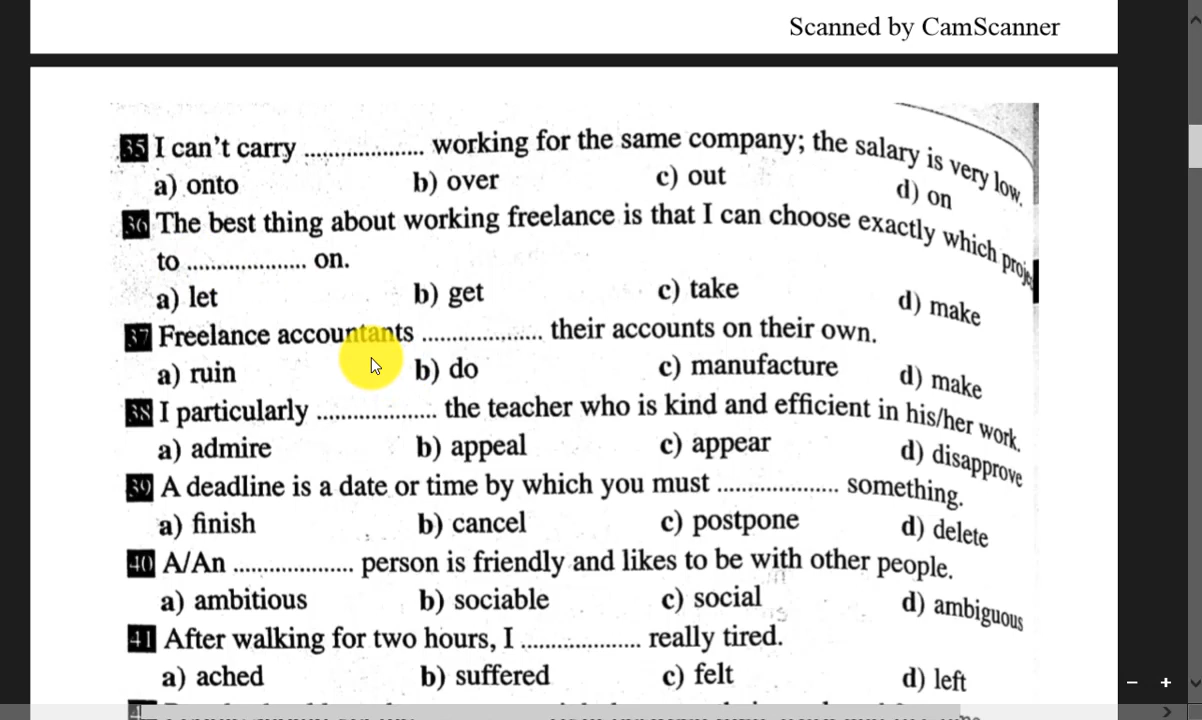 Scanned by CamScanner
35 I can't carry .................... working for the same company; the salary is very low.
a) onto b) over c) out d) on
36 The best thing about working freelance is that I can choose exactly which
to .................... on.
a) let b) get c) take d) make
37 Freelance accountants .................... their accounts on their own.
a) ruin b) do c) manufacture d) make
38 I particularly .................... the teacher who is kind and efficient in his/her work.
a) admire b) appeal c) appear d) disapprove
39 A deadline is a date or time by which you must .................... something.
a) finish b) cancel c) postpone d) delete
40 A/An .................... person is friendly and likes to be with other people.
a) ambitious b) sociable c) social d) ambiguous
41 After walking for two hours, I .................... really tired.
a) ached b) suffered c) felt d) left